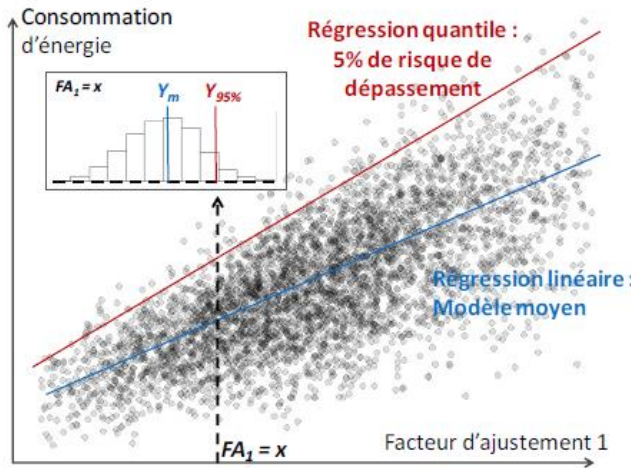 Consommation
d'énergie
Régression quantile :
5% de risque de
dépassement
FA₁ = x
Yₘ
Y₉₅%
Régression linéaire :
Modèle moyen
FA₁ = x
Facteur d'ajustement 1